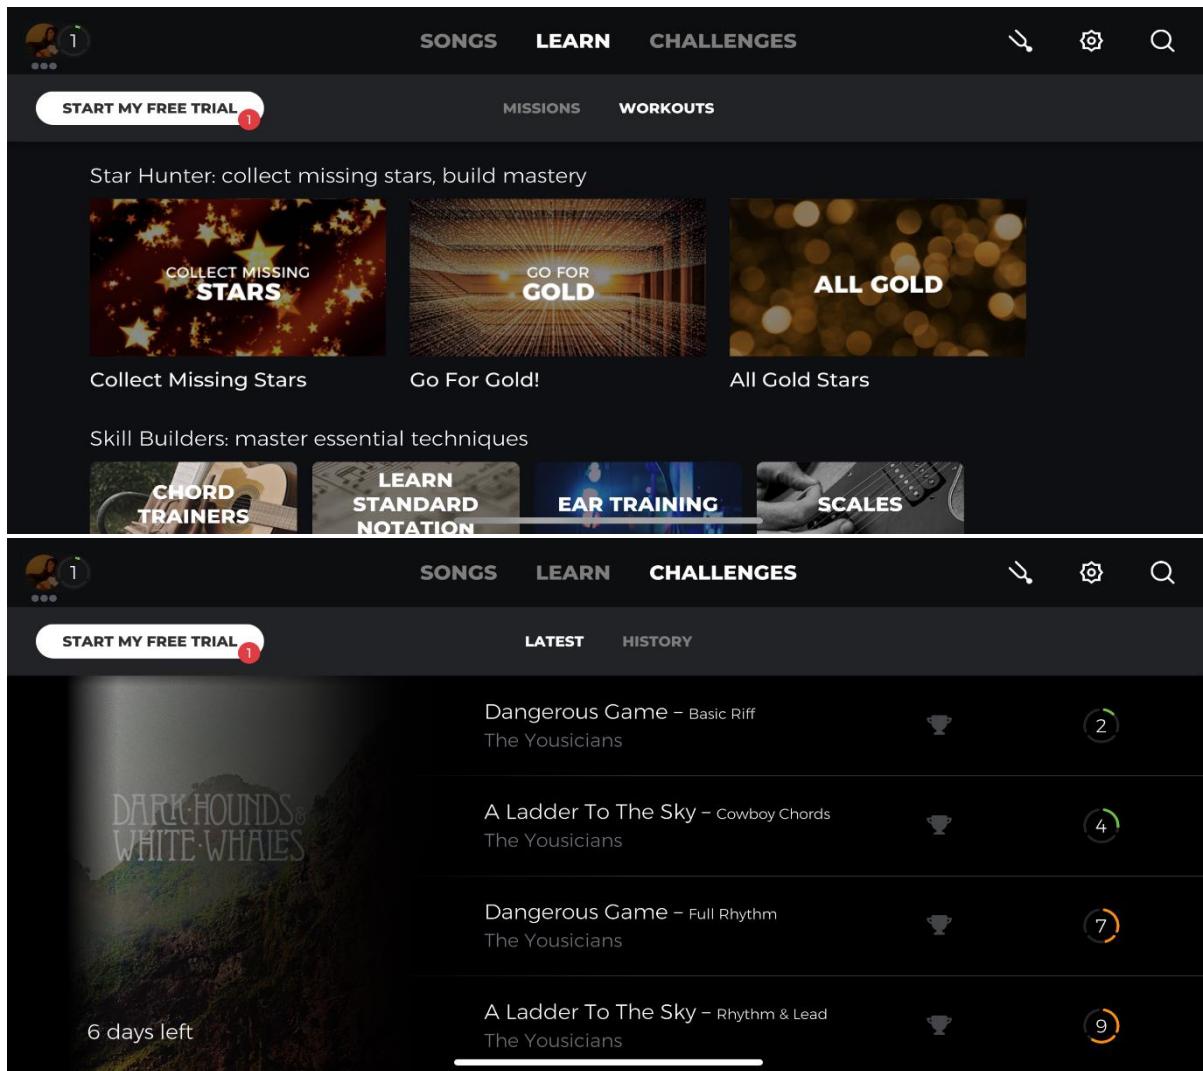 1
SONGS LEARN CHALLENGES
START MY FREE TRIAL 1
MISSIONS WORKOUTS
Star Hunter: collect missing stars, build mastery
COLLECT MISSING
STARS
GO FOR
GOLD
ALL GOLD
Collect Missing Stars
Go For Gold!
All Gold Stars
Skill Builders: master essential techniques
CHORD
TRAINERS
LEARN
STANDARD
NOTATION
EAR TRAINING
SCALES
1
SONGS LEARN CHALLENGES
START MY FREE TRIAL 1
LATEST HISTORY
DARK·HOUNDS &
WHITE·WHALES
6 days left
Dangerous Game – Basic Riff
The Yousicians
2
A Ladder To The Sky – Cowboy Chords
The Yousicians
4
Dangerous Game – Full Rhythm
The Yousicians
7
A Ladder To The Sky – Rhythm & Lead
The Yousicians
9